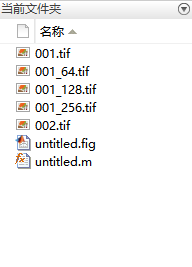 当前文件夹
名称
001.tif
001_64.tif
001_128.tif
001_256.tif
002.tif
untitled.fig
untitled.m